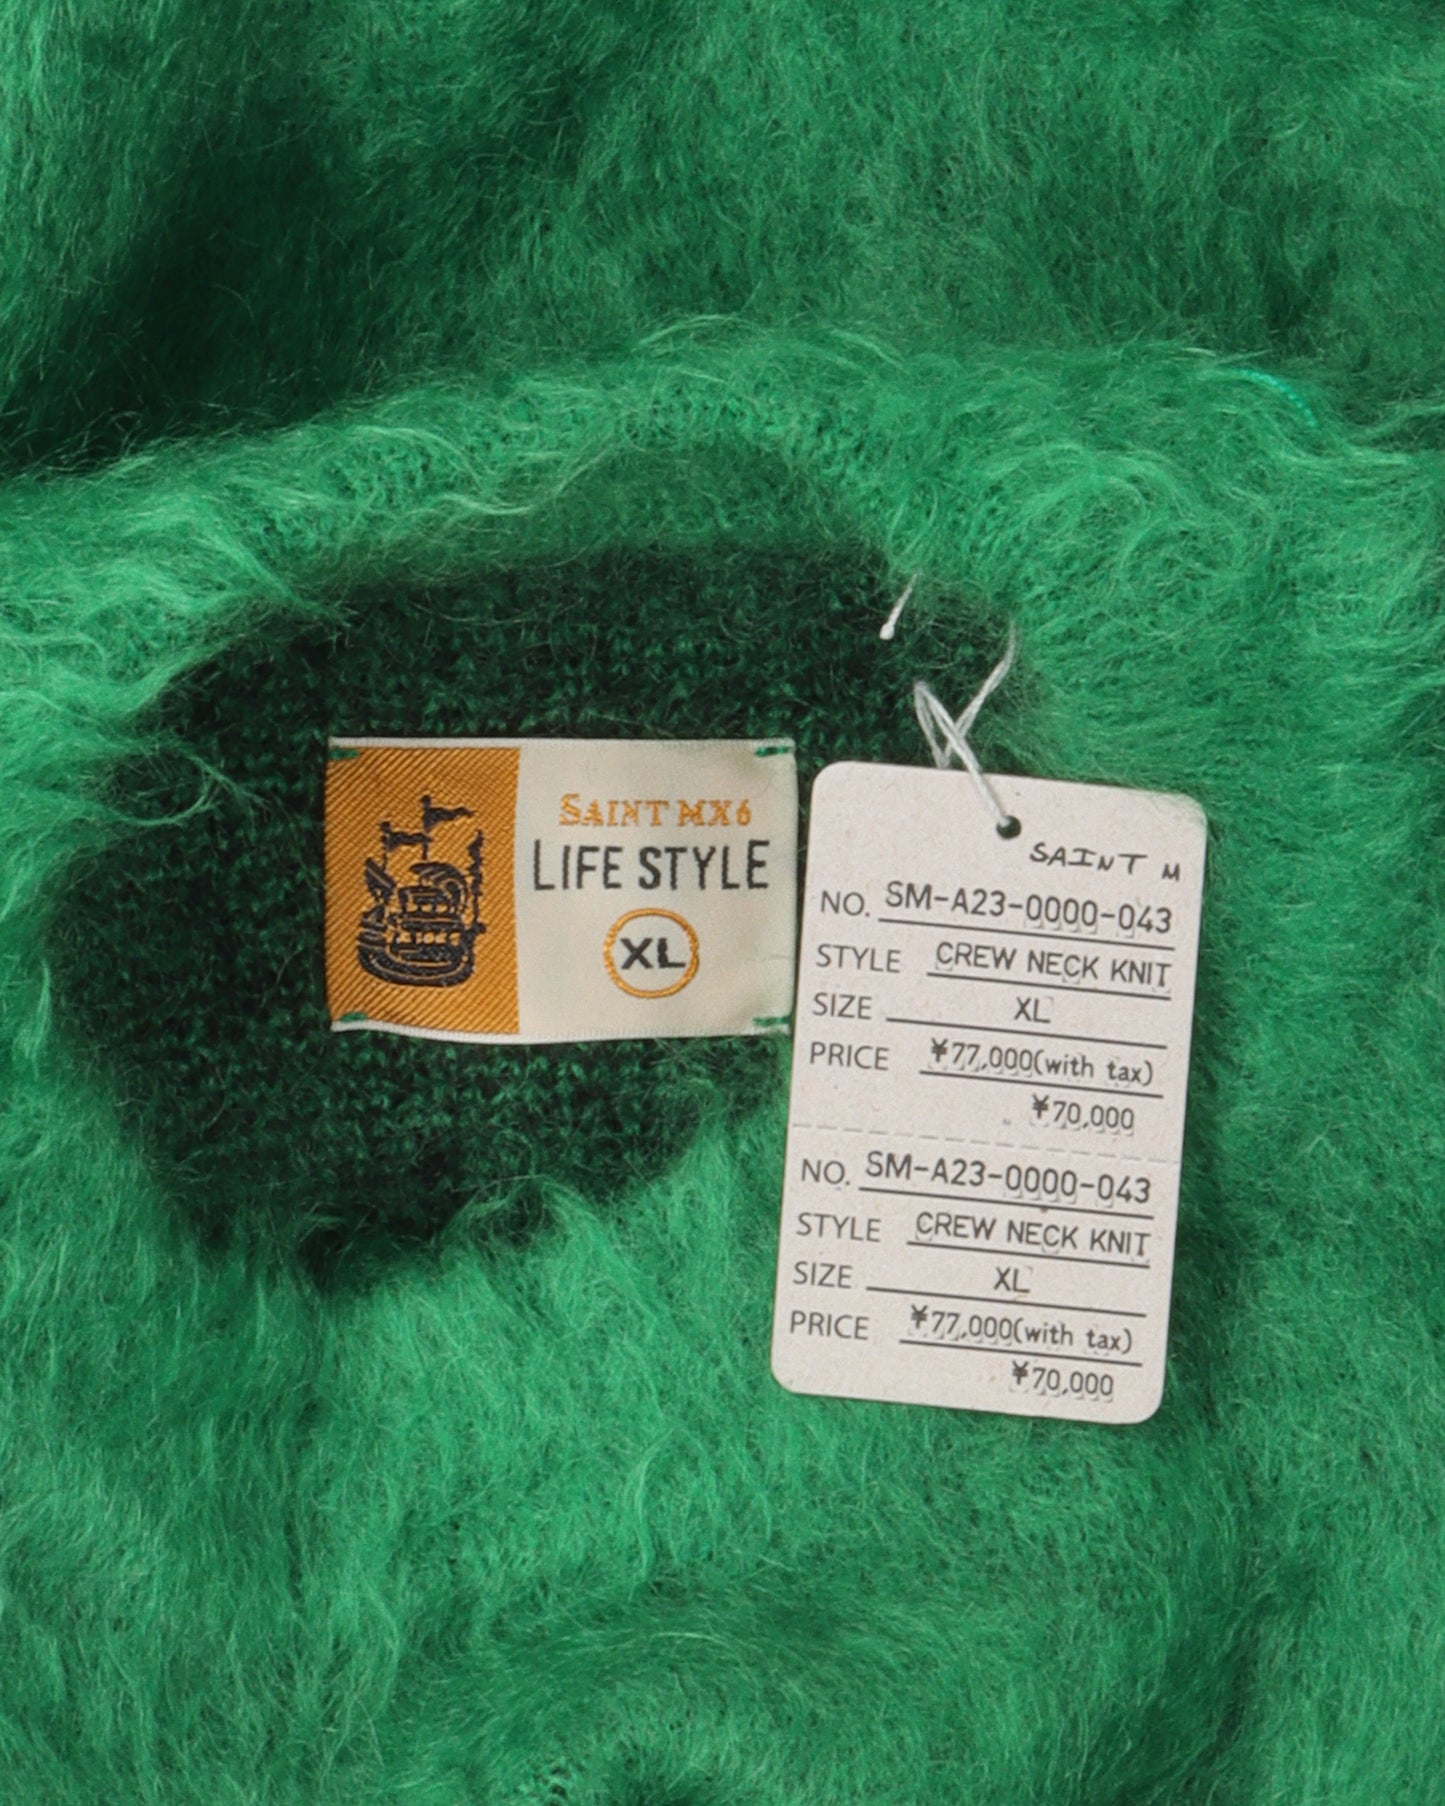 SAINT MX6
LIFE STYLE
XL
SAINT M
NO. SM-A23-0000-043
STYLE CREW NECK KNIT
SIZE XL
PRICE ¥77,000(with tax)
¥70,000
NO. SM-A23-0000-043
STYLE CREW NECK KNIT
SIZE XL
PRICE ¥77,000(with tax)
¥70,000